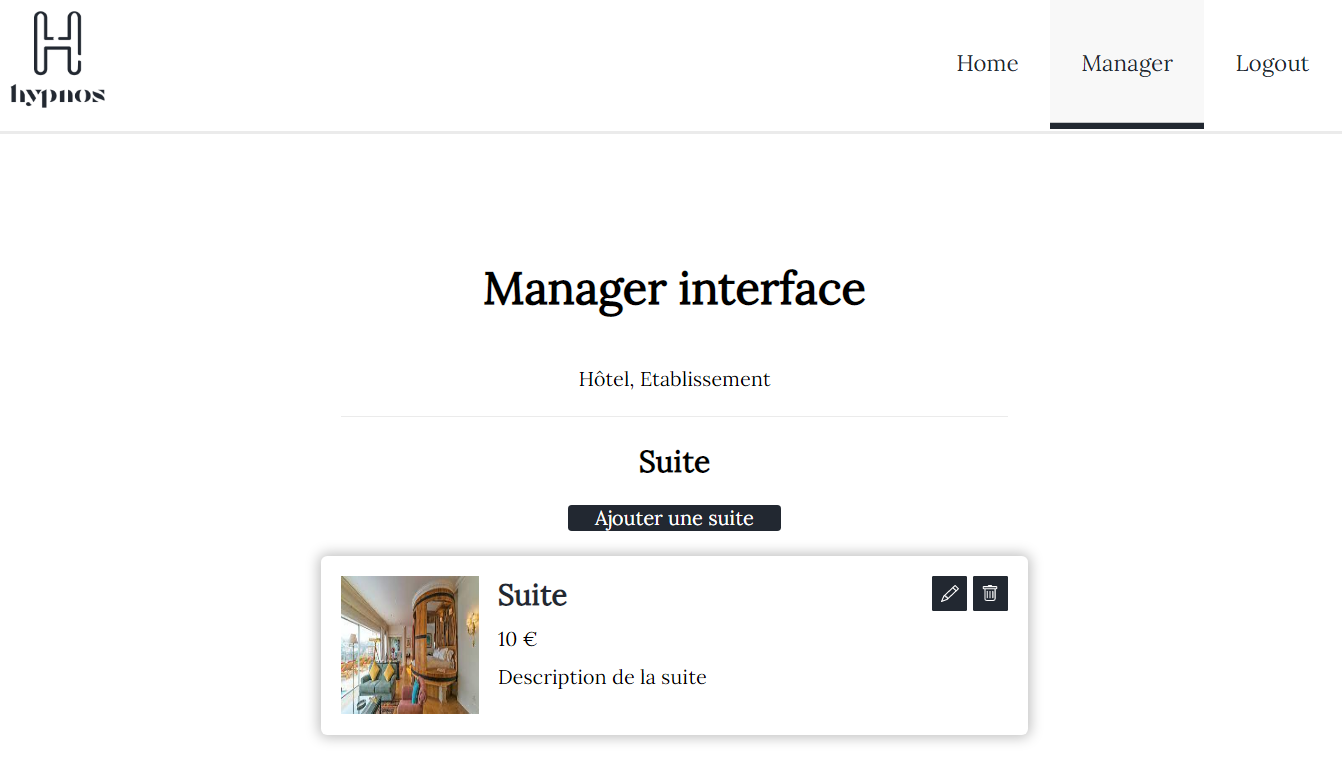 H
hypnos
Home
Manager
Logout
Manager interface
Hôtel, Etablissement
Suite
Ajouter une suite
Suite
10 €
Description de la suite